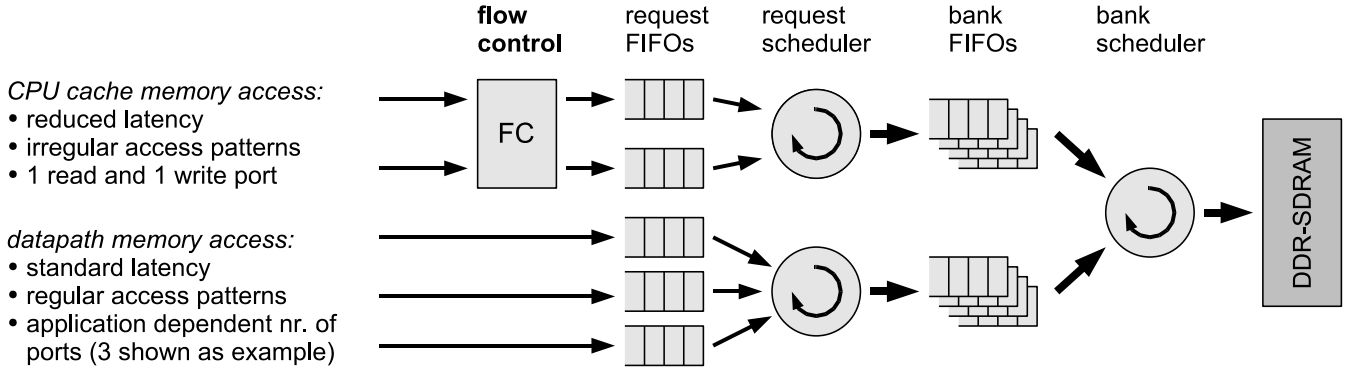 flow
control
request
FIFOs
request
scheduler
bank
FIFOs
bank
scheduler
CPU cache memory access:
• reduced latency
• irregular access patterns
• 1 read and 1 write port
FC
datapath memory access:
• standard latency
• regular access patterns
• application dependent nr. of
ports (3 shown as example)
DDR-SDRAM